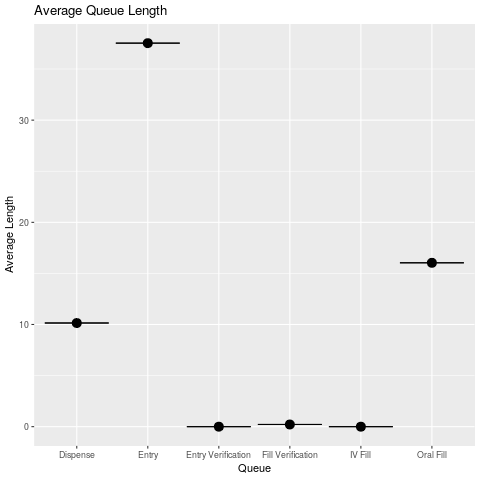 Average Queue Length
Average Length
30
20
10
0
Dispense Entry Entry Verification Fill Verification IV Fill Oral Fill
Queue